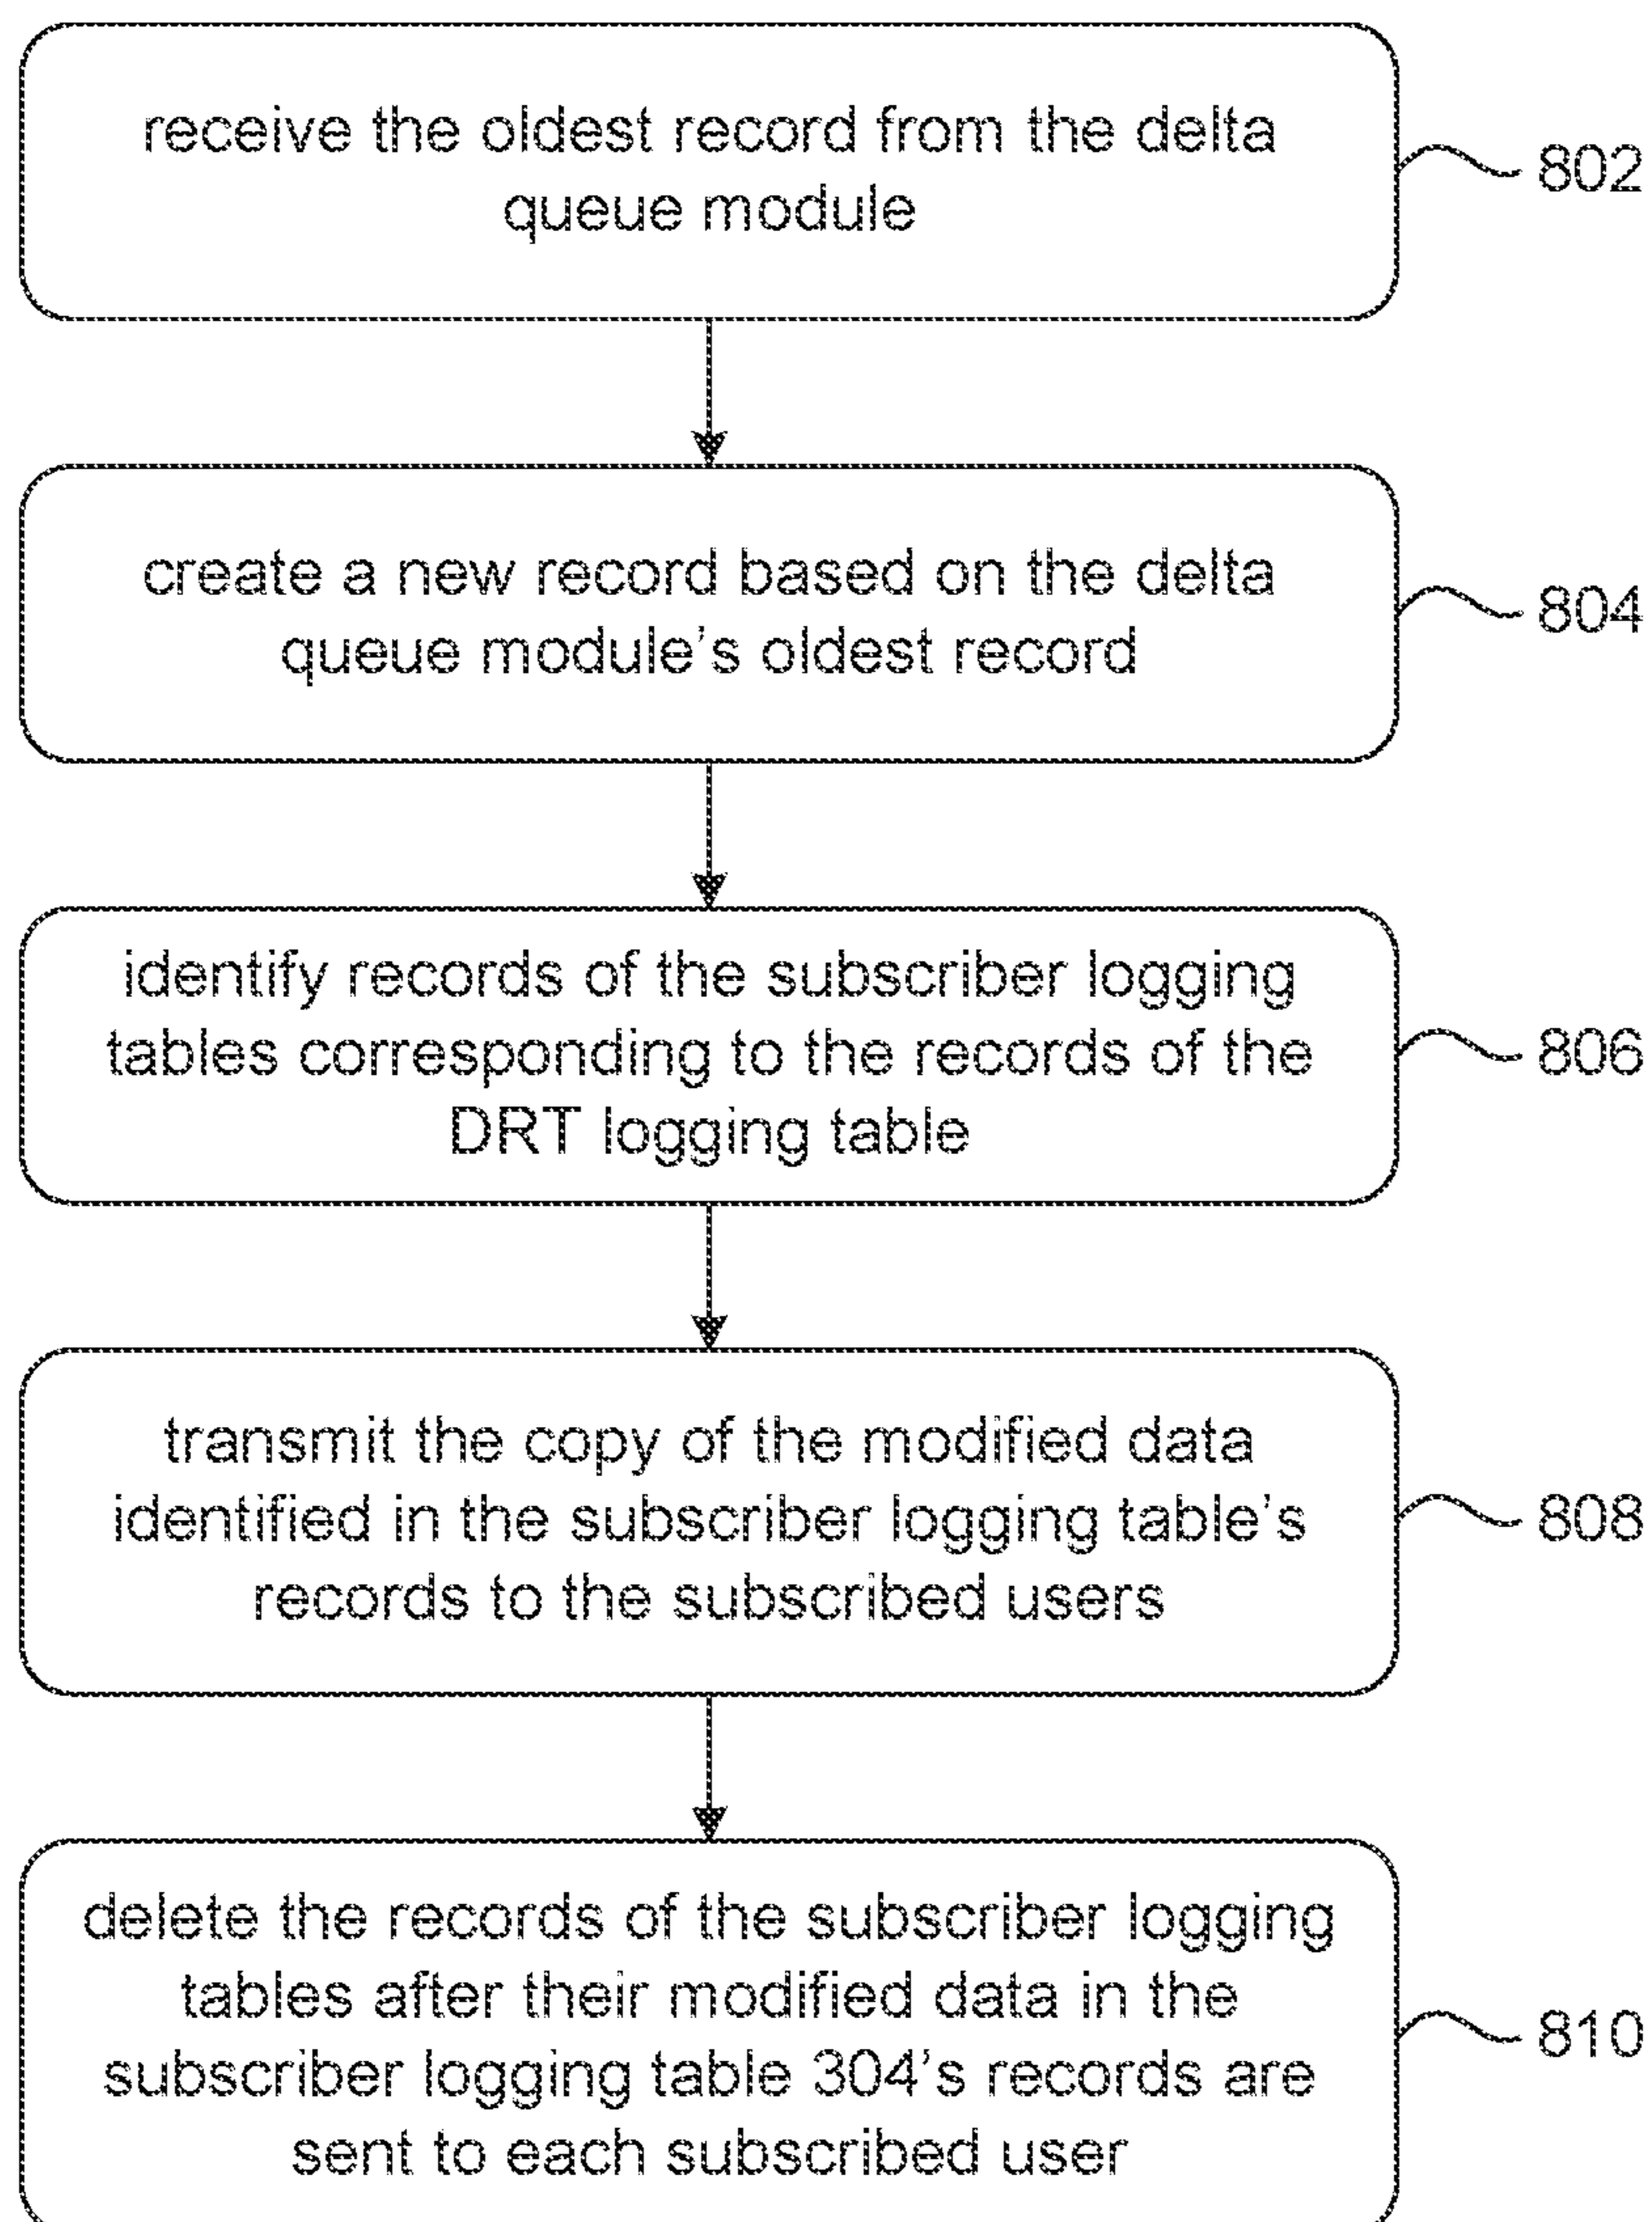 receive the oldest record from the delta
queue module
802
create a new record based on the delta
queue module's oldest record
804
identify records of the subscriber logging
tables corresponding to the records of the
DRT logging table
806
transmit the copy of the modified data
identified in the subscriber logging table's
records to the subscribed users
808
delete the records of the subscriber logging
tables after their modified data in the
subscriber logging table 304's records are
sent to each subscribed user
810